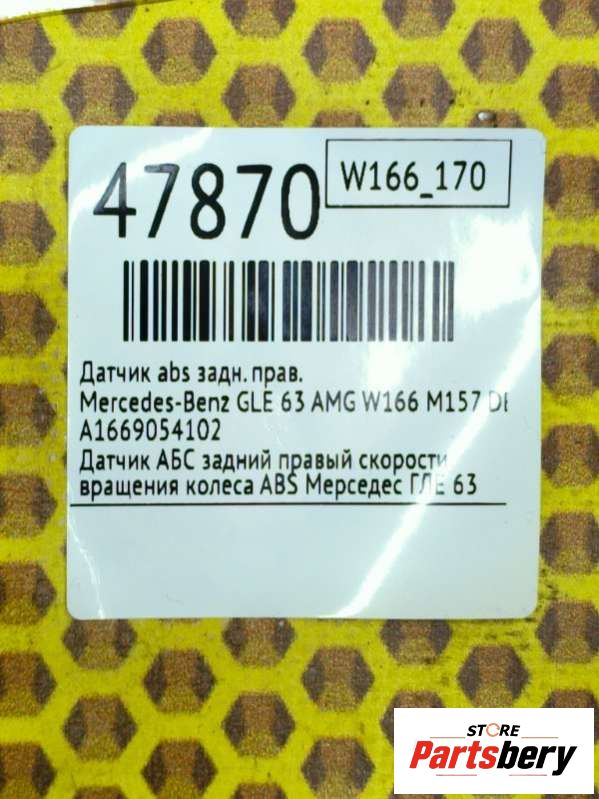 47870
W166_170
Датчик abs задн. прав.
Mercedes-Benz GLE 63 AMG W166 M157 DE
A1669054102
Датчик АБС задний правый скорости
вращения колеса ABS Мерседес ГЛЕ 63
STORE
Partsbery